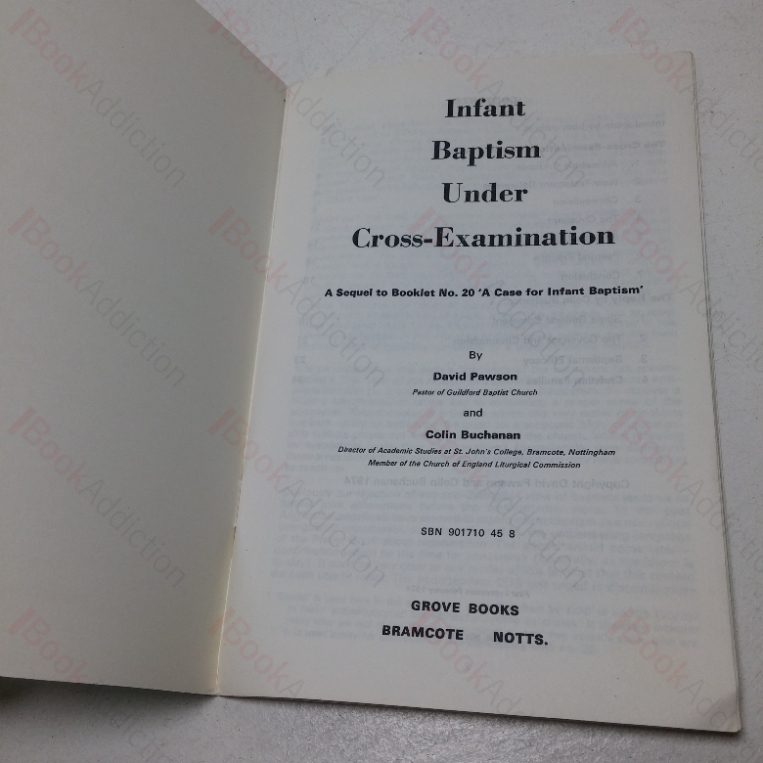 Infant
Baptism
Under
Cross-Examination
A Sequel to Booklet No. 20 'A Case for Infant Baptism'
By
David Pawson
Pastor of Guildford Baptist Church
and
Colin Buchanan
Director of Academic Studies at St. John's College, Bramcote, Nottingham
Member of the Church of England Liturgical Commission
SBN 901710 45 8
GROVE BOOKS
BRAMCOTE NOTTS.
BookAddiction